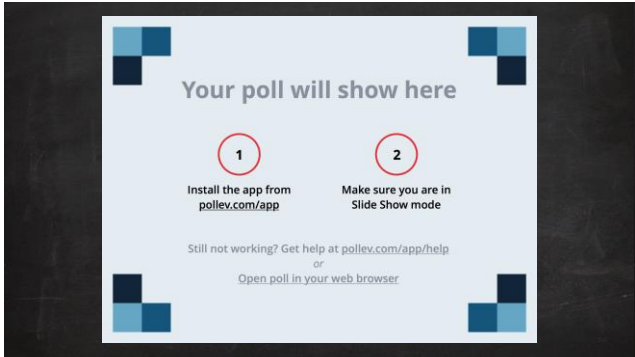 Your poll will show here
1
2
Install the app from
pollev.com/app
Make sure you are in
Slide Show mode
Still not working? Get help at pollev.com/app/help
or
Open poll in your web browser